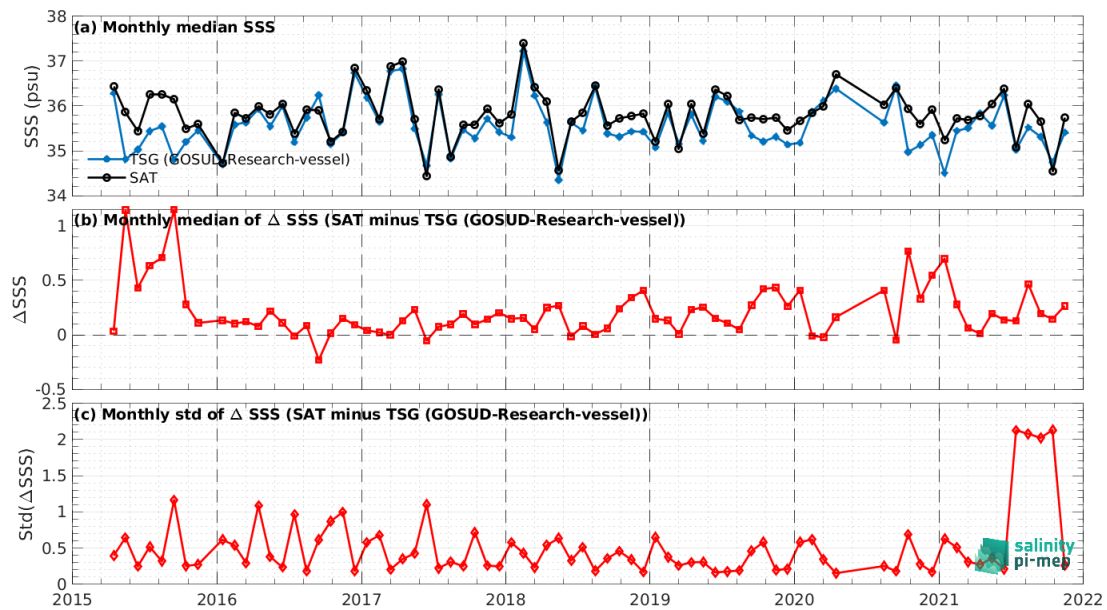 (a) Monthly median SSS
38
37
36
35
34
SSS (psu)
TSG (GOSUD-Research-vessel)
SAT
(b) Monthly median of Δ SSS (SAT minus TSG (GOSUD-Research-vessel))
1
0.5
0
-0.5
ΔSSS
(c) Monthly std of Δ SSS (SAT minus TSG (GOSUD-Research-vessel))
2.5
2
1.5
1
0.5
0
Std(ΔSSS)
2015 2016 2017 2018 2019 2020 2021 2022
salinity
pi-mep